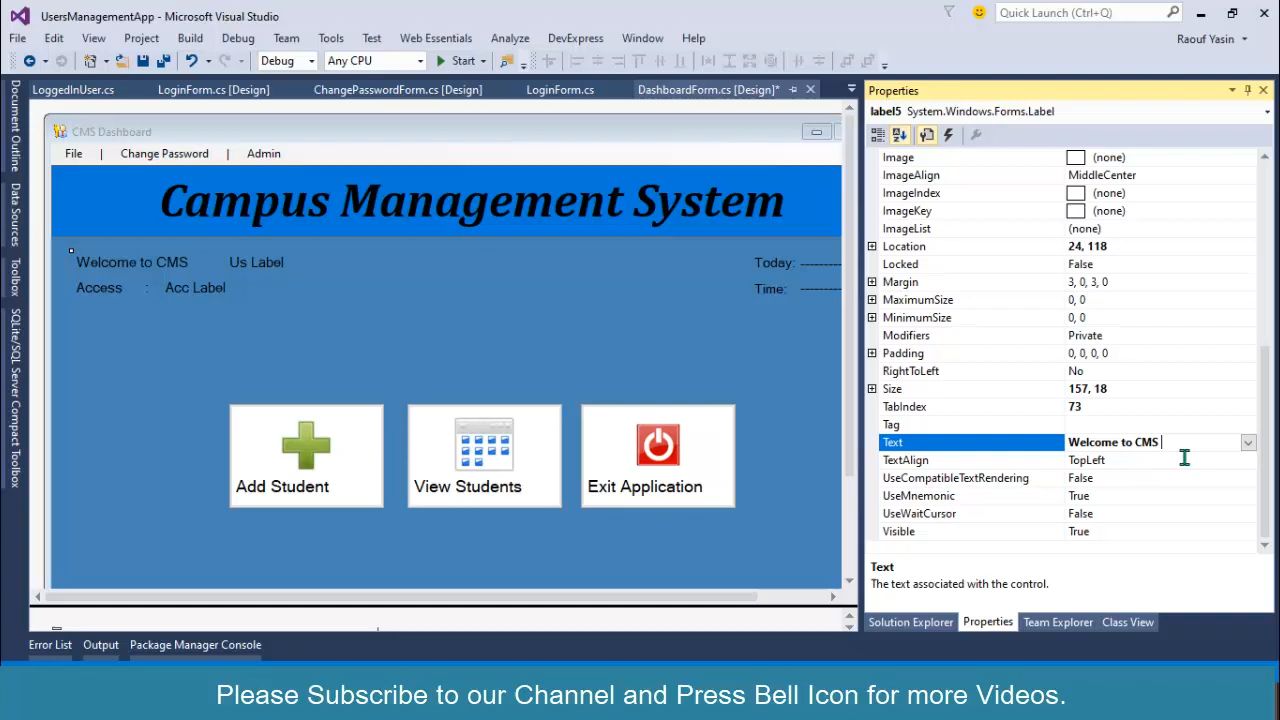 UsersManagementApp - Microsoft Visual Studio
Quick Launch (Ctrl+Q)
File Edit View Project Build Debug Team Tools Test Web Essentials Analyze DevExpress Window Help
Raouf Yasin
Debug Any CPU Start
LoggedInUser.cs LoginForm.cs [Design] ChangePasswordForm.cs [Design] LoginForm.cs DashboardForm.cs [Design]*
Document Outline
Data Sources
Toolbox
SQLite/SQL Server Compact Toolbox
CMS Dashboard
File | Change Password | Admin
Campus Management System
Welcome to CMS Us Label
Today: --------
Access : Acc Label
Time: --------
Add Student
View Students
Exit Application
Properties
label5 System.Windows.Forms.Label
Image (none)
ImageAlign MiddleCenter
ImageIndex (none)
ImageKey (none)
ImageList (none)
Location 24, 118
Locked False
Margin 3, 0, 3, 0
MaximumSize 0, 0
MinimumSize 0, 0
Modifiers Private
Padding 0, 0, 0, 0
RightToLeft No
Size 157, 18
TabIndex 73
Tag
Text Welcome to CMS
TextAlign TopLeft
UseCompatibleTextRendering False
UseMnemonic True
UseWaitCursor False
Visible True
Text
The text associated with the control.
Solution Explorer Properties Team Explorer Class View
Error List Output Package Manager Console
Please Subscribe to our Channel and Press Bell Icon for more Videos.